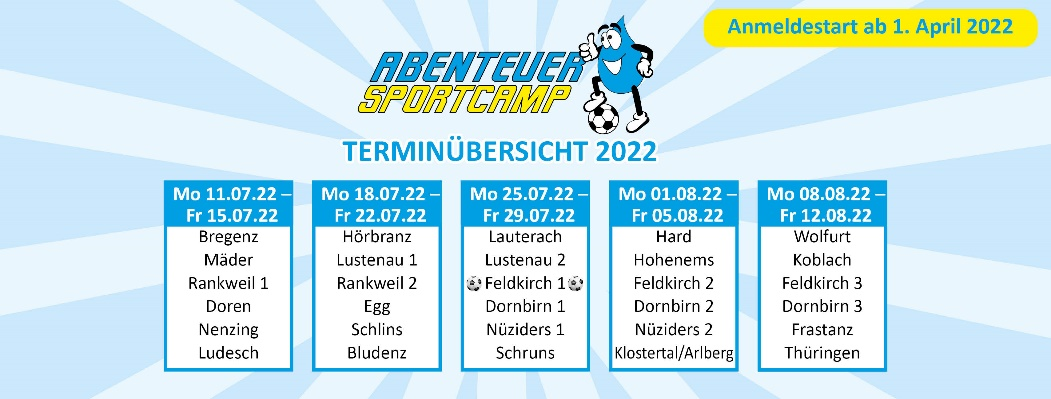 Anmeldestart ab 1. April 2022
ABENTEUER
SPORTCAMP
TERMINÜBERSICHT 2022
Mo 11.07.22 –
Fr 15.07.22
Bregenz
Mäder
Rankweil 1
Doren
Nenzing
Ludesch
Mo 18.07.22 –
Fr 22.07.22
Hörbranz
Lustenau 1
Rankweil 2
Egg
Schlins
Bludenz
Mo 25.07.22 –
Fr 29.07.22
Lauterach
Lustenau 2
Feldkirch 1
Dornbirn 1
Nüziders 1
Schruns
Mo 01.08.22 –
Fr 05.08.22
Hard
Hohenems
Feldkirch 2
Dornbirn 2
Nüziders 2
Klostertal/Arlberg
Mo 08.08.22 –
Fr 12.08.22
Wolfurt
Koblach
Feldkirch 3
Dornbirn 3
Frastanz
Thüringen